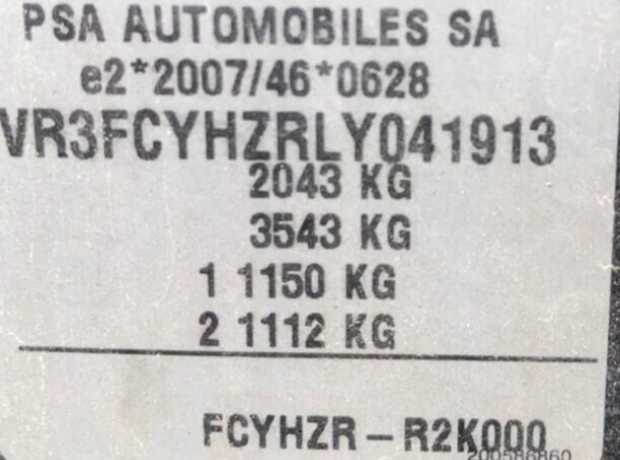 PSA AUTOMOBILES SA
e2*2007/46*0628
VR3FCYHZRLY041913
2043 KG
3543 KG
1 1150 KG
2 1112 KG
FCYHZR - R2K000
200586860